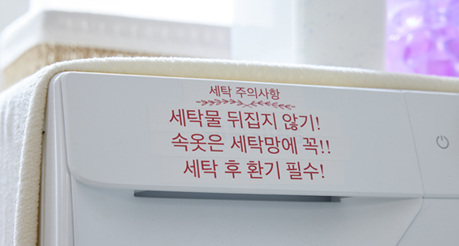 세탁 주의사항
세탁물 뒤집지 않기!
속옷은 세탁망에 꼭!!
세탁 후 환기 필수!